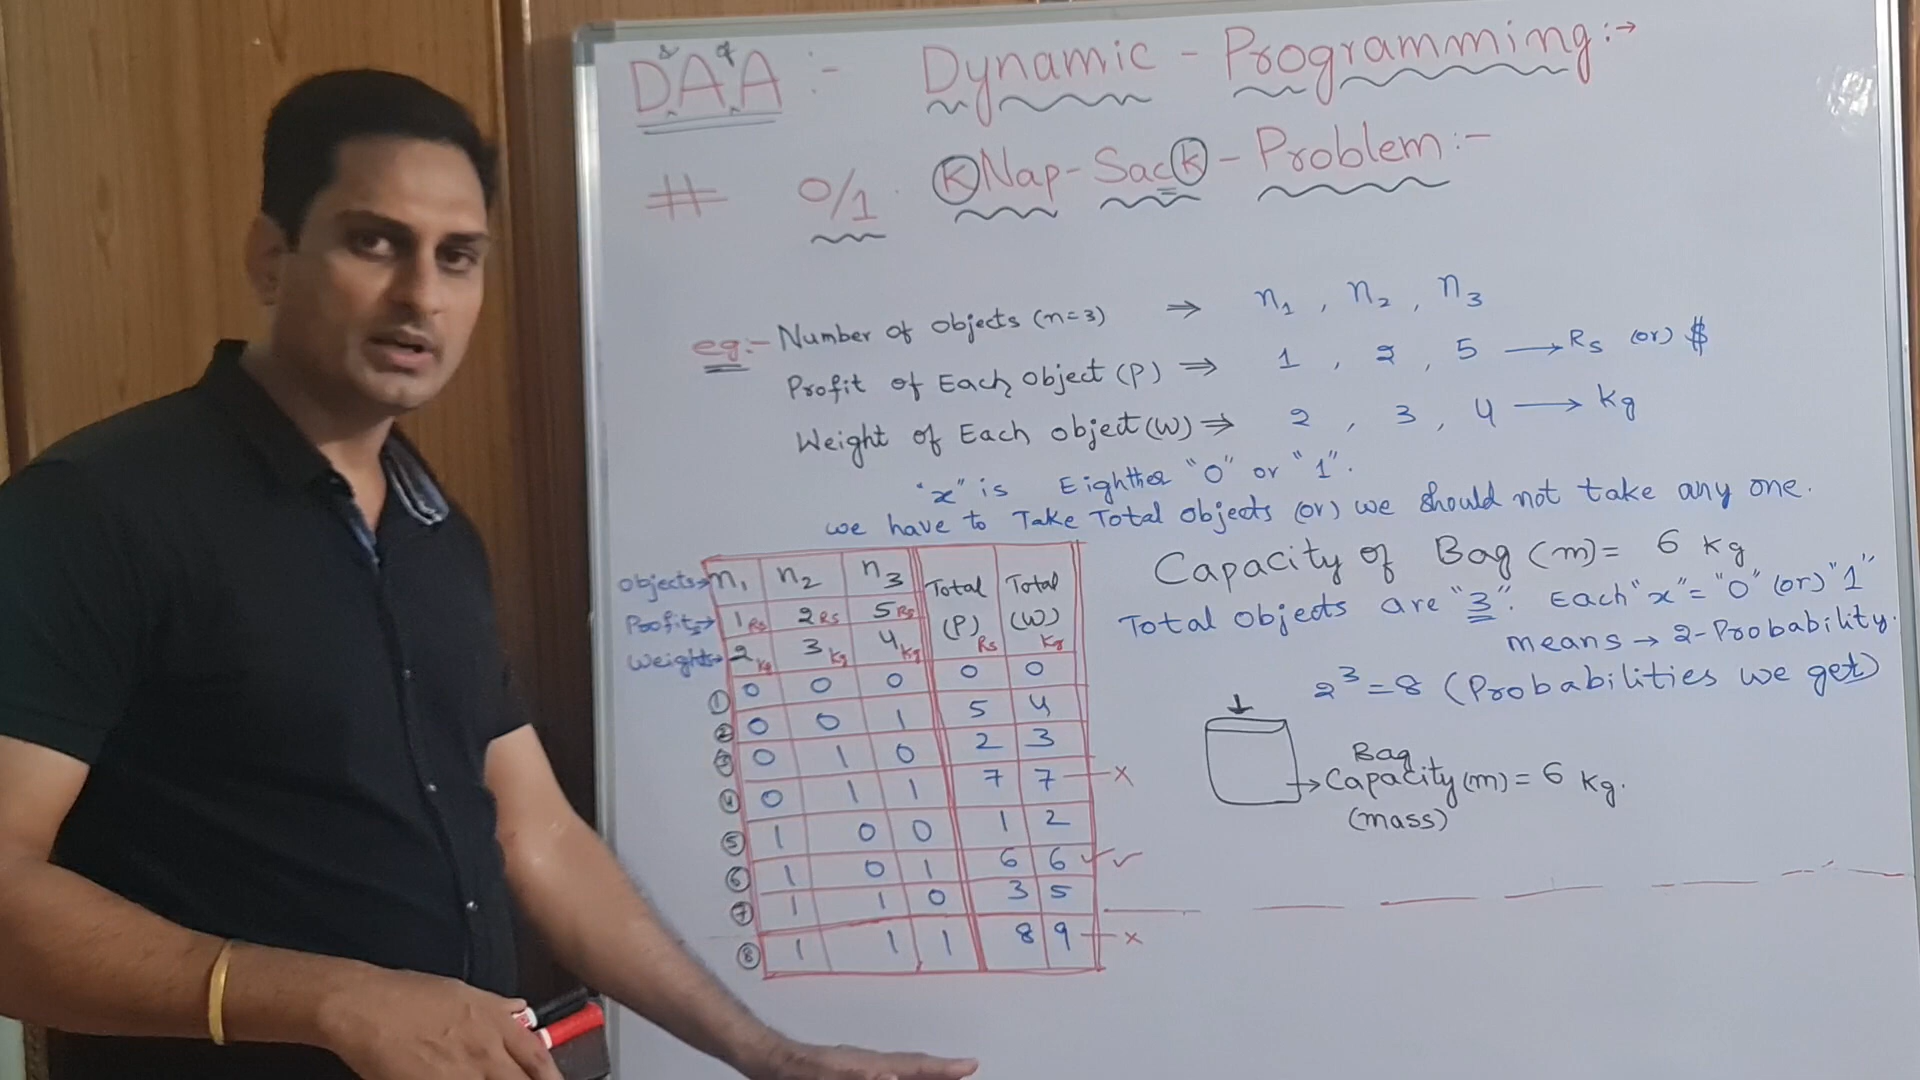 D & A of A :- Dynamic - Programming :→
# 0/1 KNap-Sack - Problem :-
eg:- Number of objects (n=3) ⇒ n1 , n2 , n3
Profit of Each object (P) ⇒ 1 , 2 , 5 → Rs (or) $
Weight of Each object (W) ⇒ 2 , 3 , 4 → kg
"x" is Eighther "0" or "1".
we have to Take Total objects (or) we should not take any one.
Capacity of Bag (m) = 6 kg
Total objects are "3". Each "x" = "0" (or) "1"
means → 2-Probability.
2^3 = 8 (Probabilities we get)
Objects→ n1 n2 n3 Total (P) Rs Total (W) Kg
Profits→ 1Rs 2Rs 5Rs
Weights→ 2Kg 3Kg 4Kg
① 0 0 0 0 0
② 0 0 1 5 4
③ 0 1 0 2 3
④ 0 1 1 7 7 — x
⑤ 1 0 0 1 2
⑥ 1 0 1 6 6 ✓✓
⑦ 1 1 0 3 5
⑧ 1 1 1 8 9 — x
Bag
→ Capacity (m) = 6 kg.
(mass)